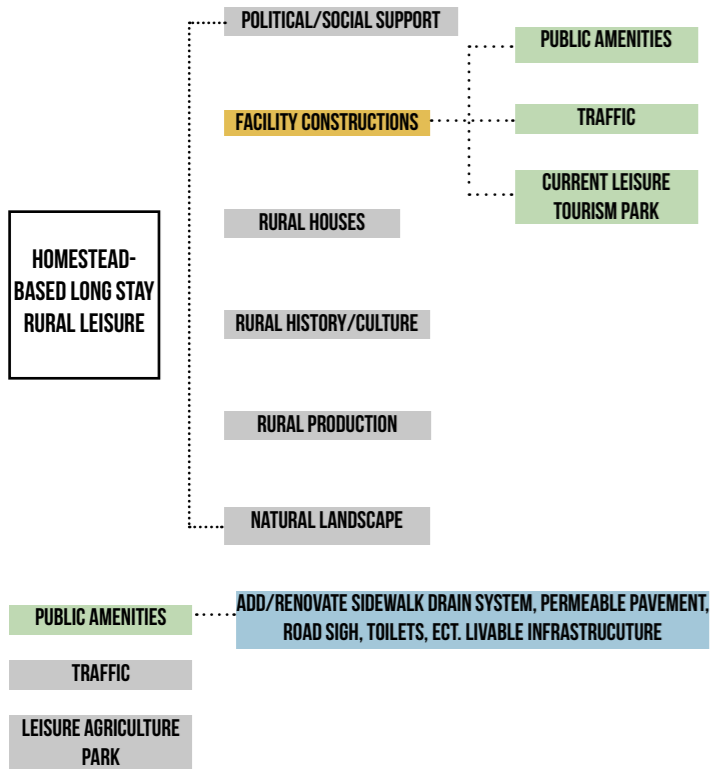 POLITICAL/SOCIAL SUPPORT
PUBLIC AMENITIES
FACILITY CONSTRUCTIONS
TRAFFIC
CURRENT LEISURE
TOURISM PARK
RURAL HOUSES
HOMESTEAD-
BASED LONG STAY
RURAL LEISURE
RURAL HISTORY/CULTURE
RURAL PRODUCTION
NATURAL LANDSCAPE
PUBLIC AMENITIES
ADD/RENOVATE SIDEWALK DRAIN SYSTEM, PERMEABLE PAVEMENT,
ROAD SIGH, TOILETS, ECT. LIVABLE INFRASTRUCUTURE
TRAFFIC
LEISURE AGRICULTURE
PARK